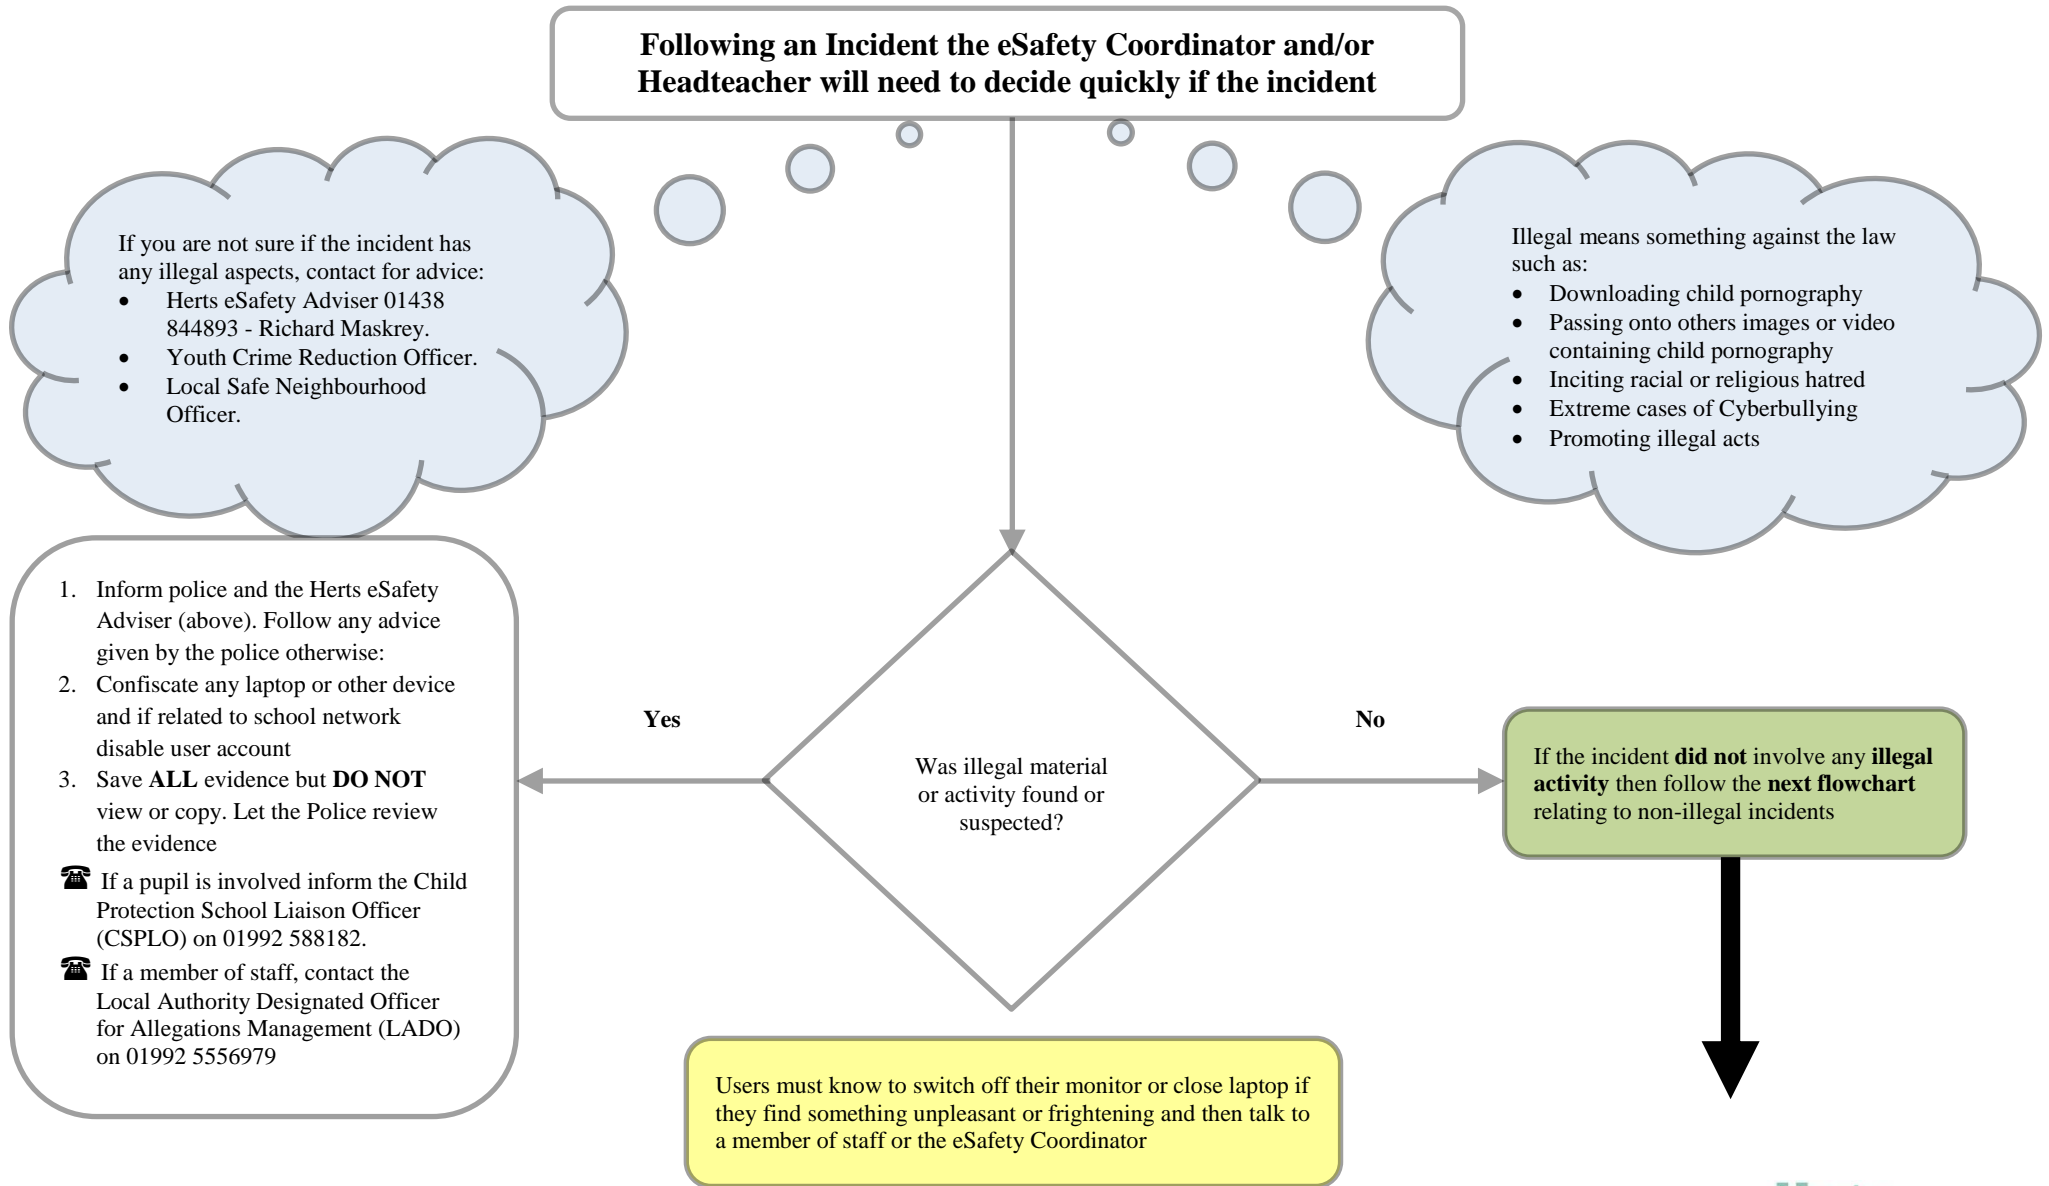 Following an Incident the eSafety Coordinator and/or
Headteacher will need to decide quickly if the incident
If you are not sure if the incident has
any illegal aspects, contact for advice:
• Herts eSafety Adviser 01438
844893 - Richard Maskrey.
• Youth Crime Reduction Officer.
• Local Safe Neighbourhood
Officer.
Illegal means something against the law
such as:
• Downloading child pornography
• Passing onto others images or video
containing child pornography
• Inciting racial or religious hatred
• Extreme cases of Cyberbullying
• Promoting illegal acts
1. Inform police and the Herts eSafety
Adviser (above). Follow any advice
given by the police otherwise:
2. Confiscate any laptop or other device
and if related to school network
disable user account
3. Save ALL evidence but DO NOT
view or copy. Let the Police review
the evidence
☎ If a pupil is involved inform the Child
Protection School Liaison Officer
(CSPLO) on 01992 588182.
☎ If a member of staff, contact the
Local Authority Designated Officer
for Allegations Management (LADO)
on 01992 5556979
Yes
Was illegal material
or activity found or
suspected?
No
If the incident did not involve any illegal
activity then follow the next flowchart
relating to non-illegal incidents
Users must know to switch off their monitor or close laptop if
they find something unpleasant or frightening and then talk to
a member of staff or the eSafety Coordinator